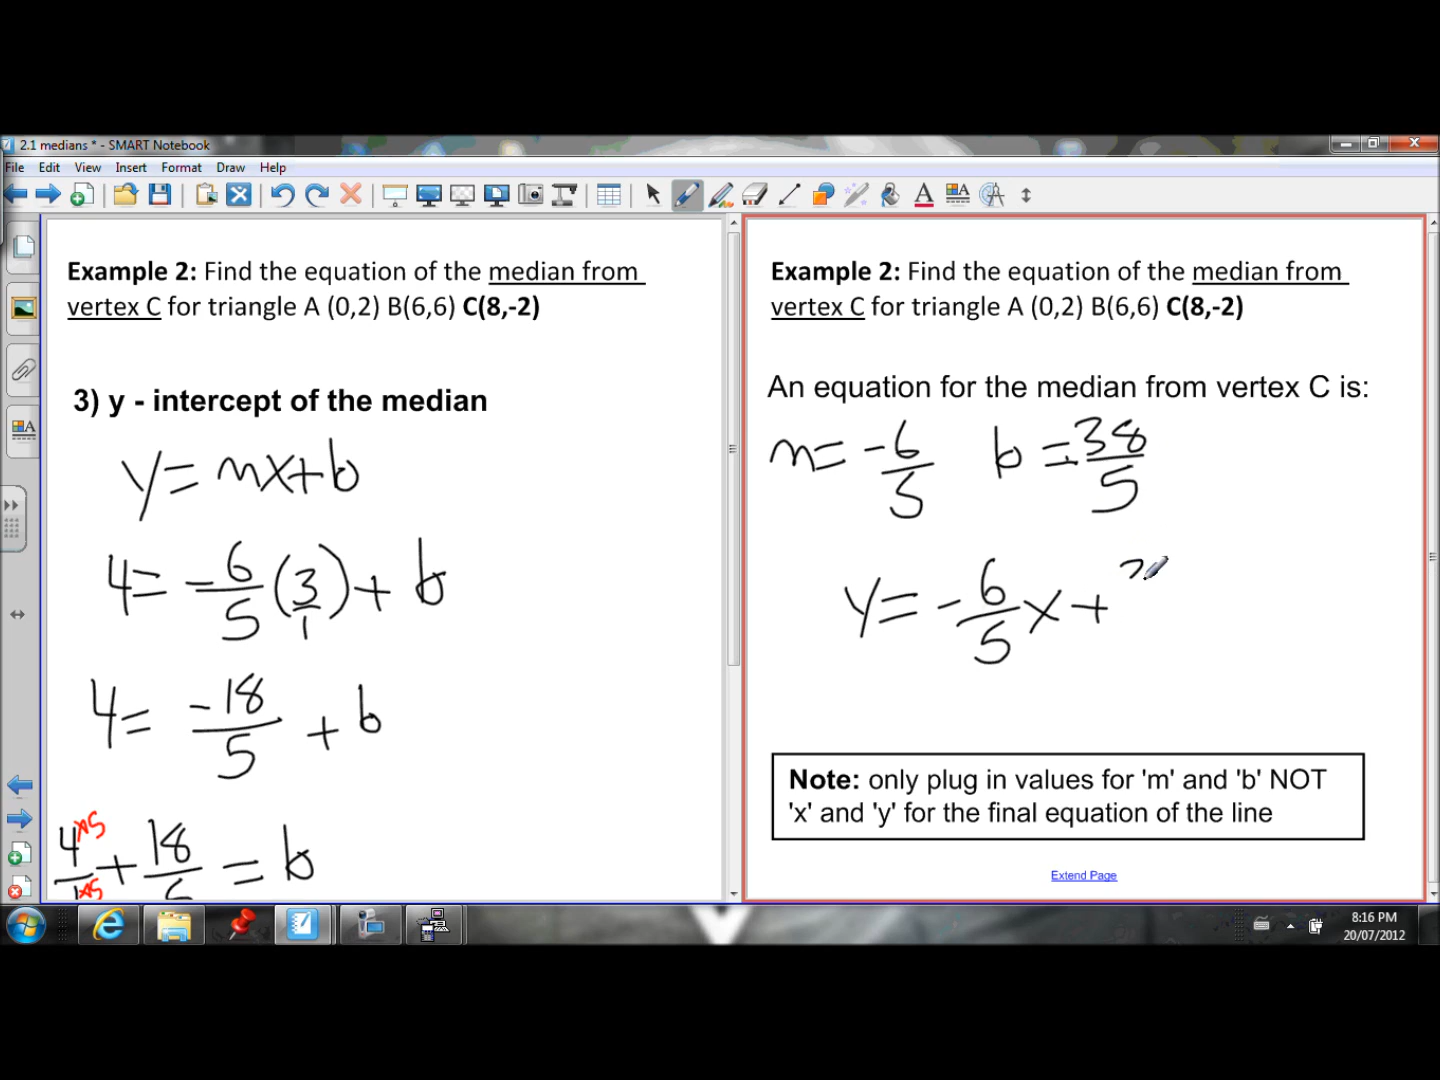 2.1 medians * - SMART Notebook
File Edit View Insert Format Draw Help
Example 2: Find the equation of the median from
vertex C for triangle A (0,2) B(6,6) C(8,-2)
3) y - intercept of the median
y = mx+b
4 = -6/5 (3/1) + b
4 = -18/5 + b
4×5/1×5 + 18/5 = b
Example 2: Find the equation of the median from
vertex C for triangle A (0,2) B(6,6) C(8,-2)
An equation for the median from vertex C is:
m = -6/5 b = 38/5
y = -6/5 x +
Note: only plug in values for 'm' and 'b' NOT
'x' and 'y' for the final equation of the line
Extend Page
8:16 PM
20/07/2012